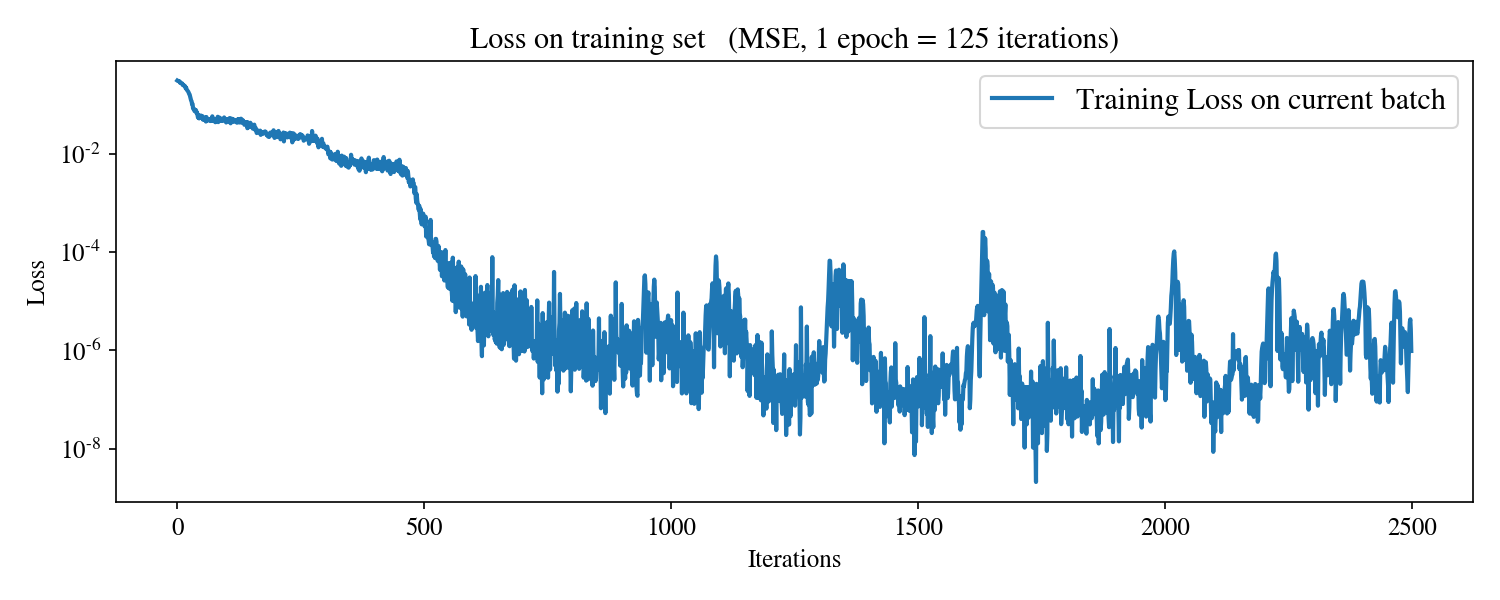 Loss on training set (MSE, 1 epoch = 125 iterations)
Training Loss on current batch
Loss
10⁻²
10⁻⁴
10⁻⁶
10⁻⁸
0 500 1000 1500 2000 2500
Iterations